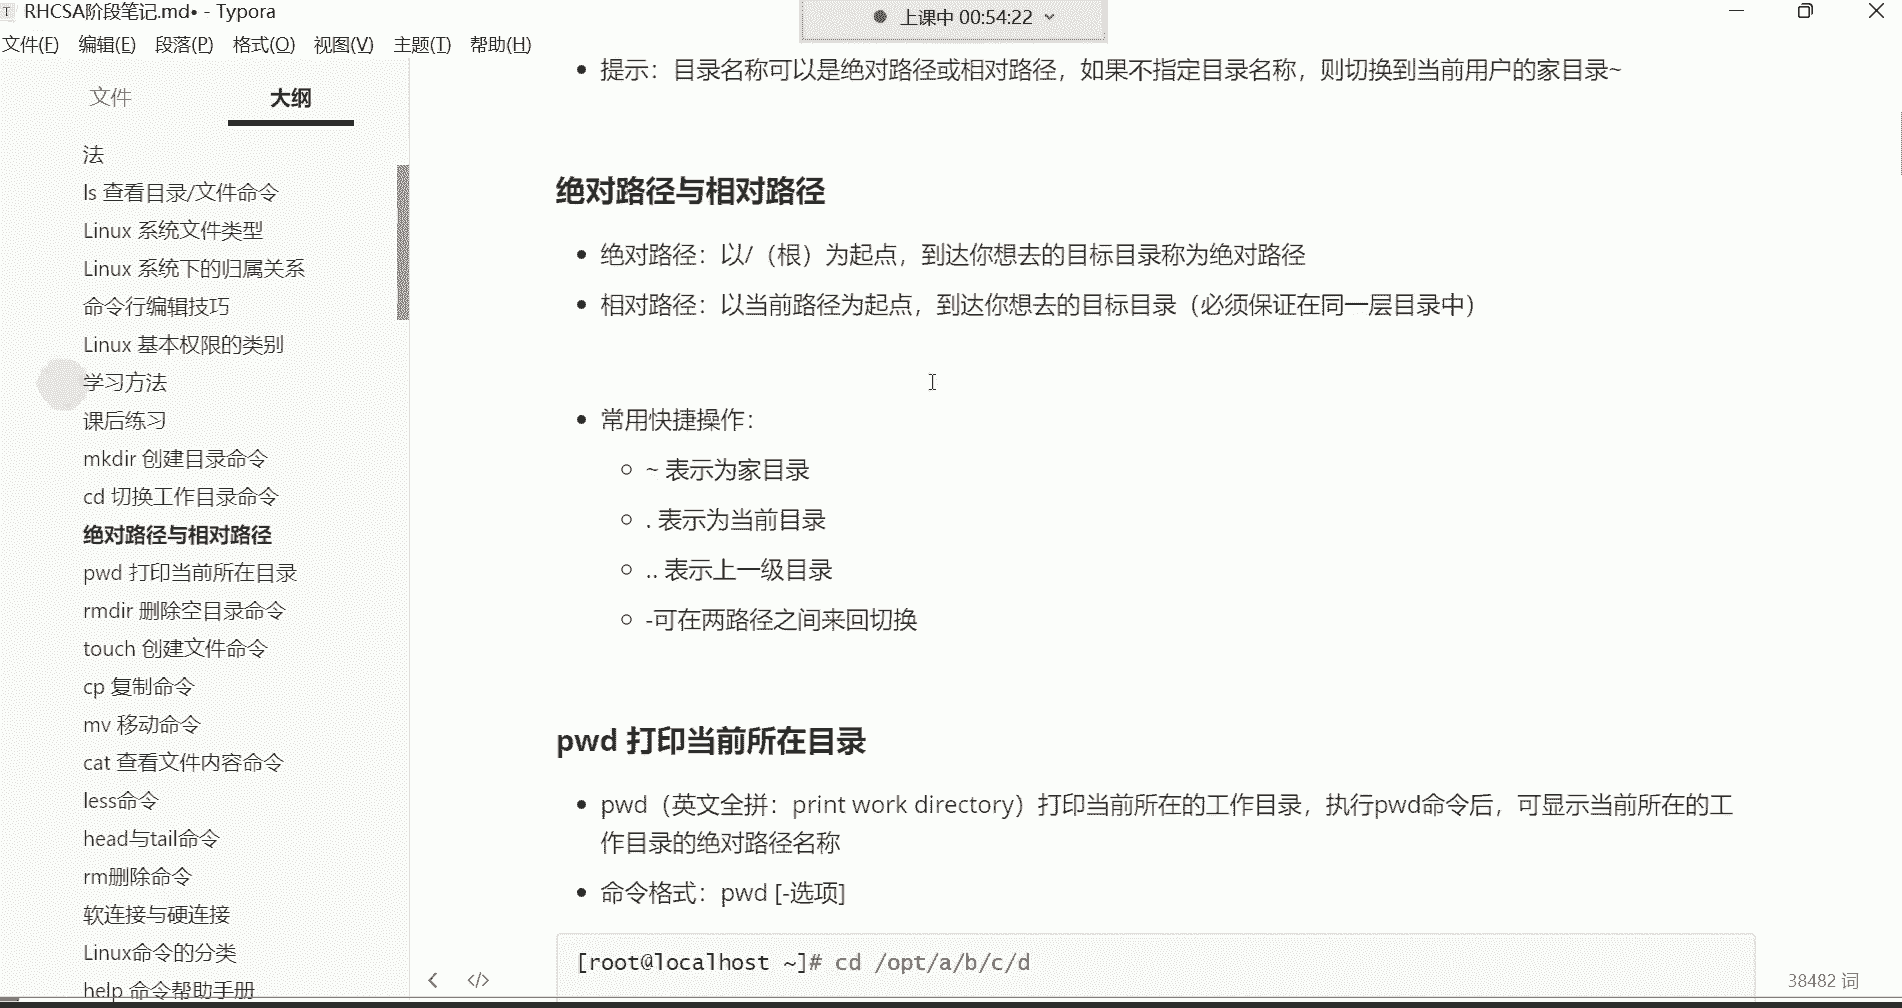 RHCSA阶段笔记.md• - Typora
上课中 00:54:22
文件(F) 编辑(E) 段落(P) 格式(O) 视图(V) 主题(T) 帮助(H)
文件 大纲
法
ls 查看目录/文件命令
Linux 系统文件类型
Linux 系统下的归属关系
命令行编辑技巧
Linux 基本权限的类别
学习方法
课后练习
mkdir 创建目录命令
cd 切换工作目录命令
绝对路径与相对路径
pwd 打印当前所在目录
rmdir 删除空目录命令
touch 创建文件命令
cp 复制命令
mv 移动命令
cat 查看文件内容命令
less命令
head与tail命令
rm删除命令
软连接与硬连接
Linux命令的分类
help 命令帮助手册
• 提示：目录名称可以是绝对路径或相对路径，如果不指定目录名称，则切换到当前用户的家目录~
绝对路径与相对路径
• 绝对路径：以/（根）为起点，到达你想去的目标目录称为绝对路径
• 相对路径：以当前路径为起点，到达你想去的目标目录（必须保证在同一层目录中）
• 常用快捷操作：
~ 表示为家目录
. 表示为当前目录
.. 表示上一级目录
-可在两路径之间来回切换
pwd 打印当前所在目录
• pwd（英文全拼：print work directory）打印当前所在的工作目录，执行pwd命令后，可显示当前所在的工
作目录的绝对路径名称
• 命令格式：pwd [-选项]
[root@localhost ~]# cd /opt/a/b/c/d
38482 词